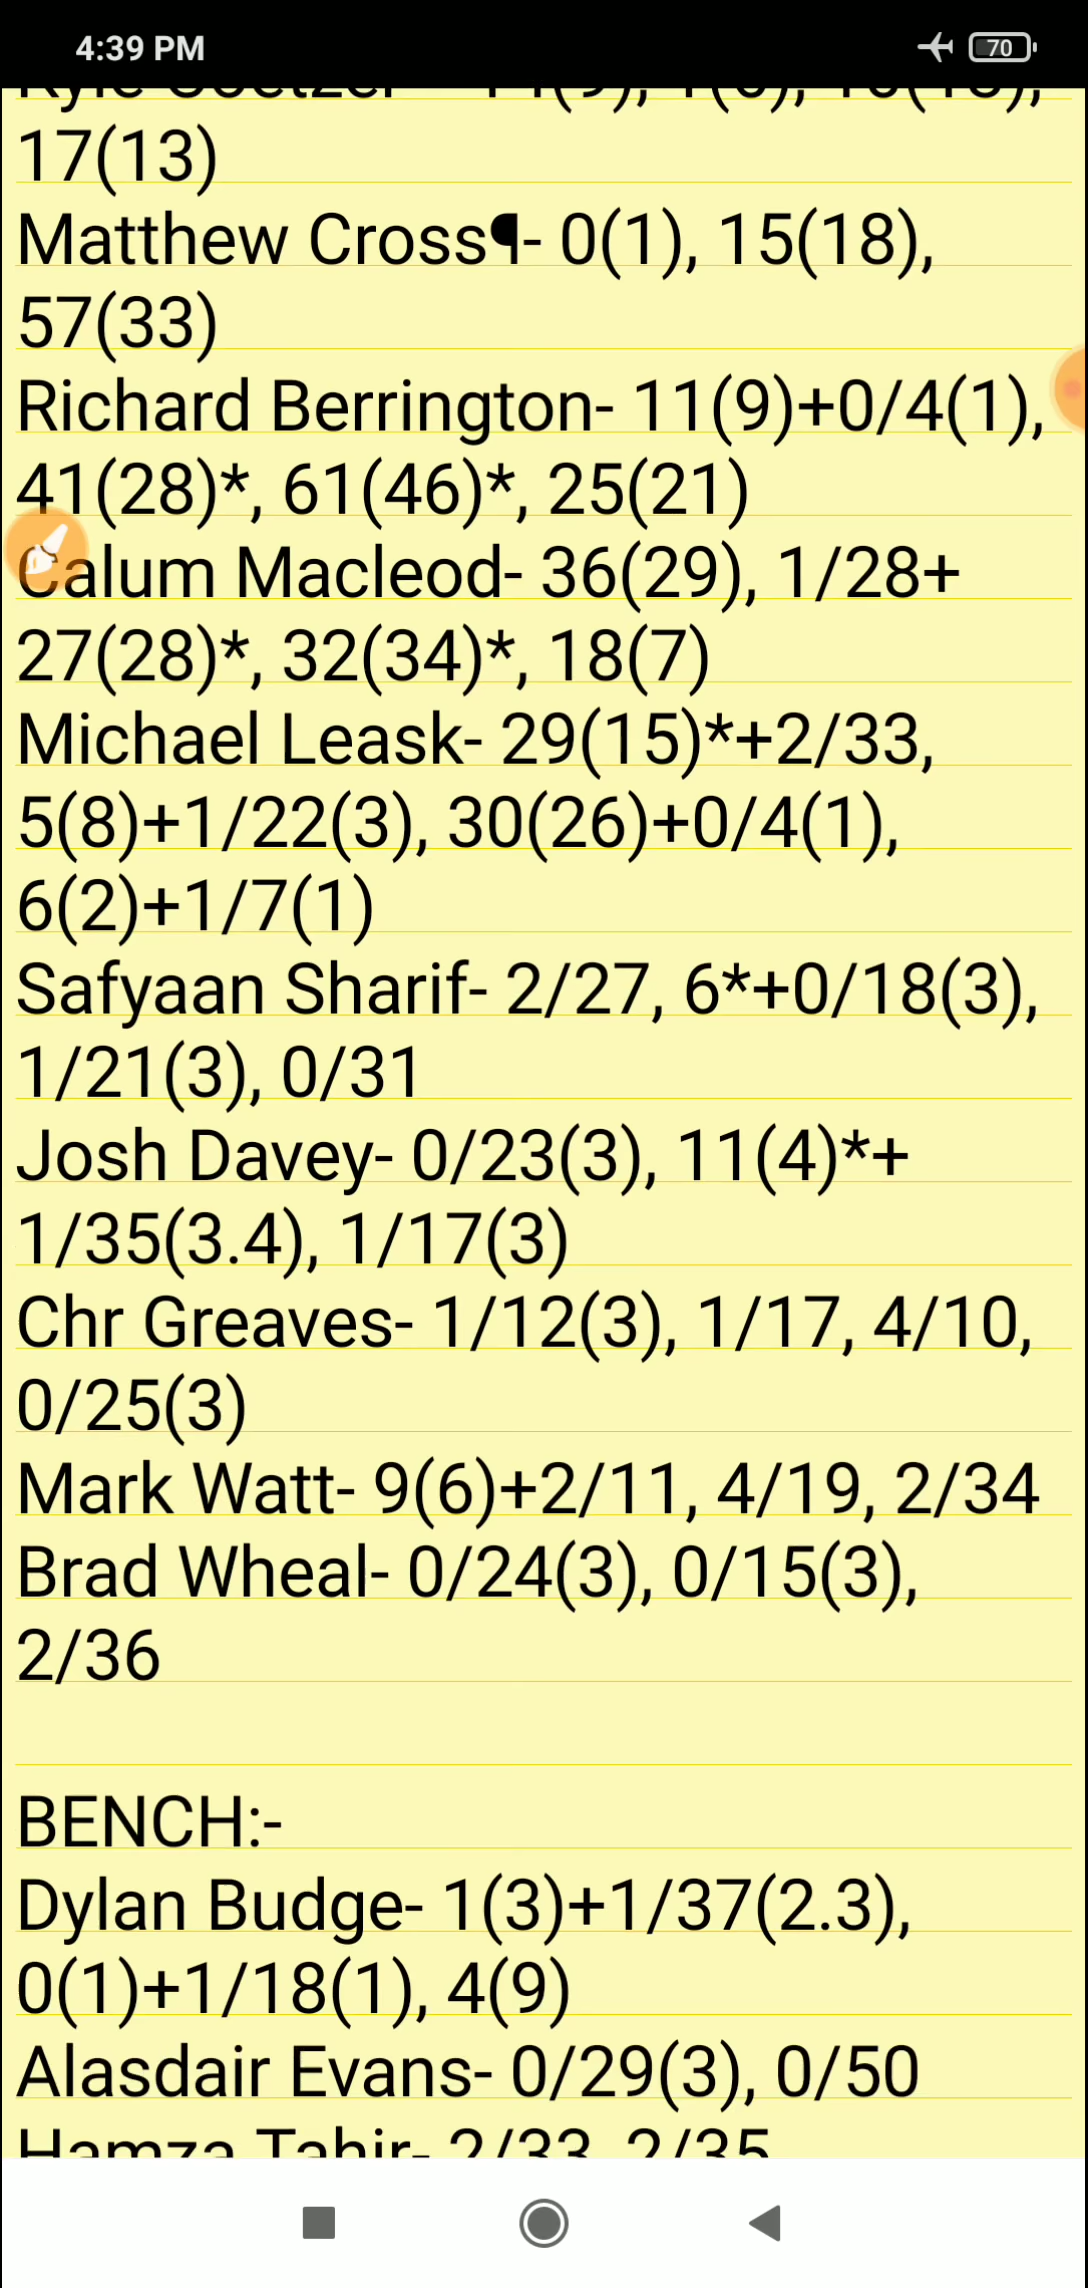 4:39 PM
70
17(13)
Matthew Cross¶- 0(1), 15(18),
57(33)
Richard Berrington- 11(9)+0/4(1),
41(28)*, 61(46)*, 25(21)
Calum Macleod- 36(29), 1/28+
27(28)*, 32(34)*, 18(7)
Michael Leask- 29(15)*+2/33,
5(8)+1/22(3), 30(26)+0/4(1),
6(2)+1/7(1)
Safyaan Sharif- 2/27, 6*+0/18(3),
1/21(3), 0/31
Josh Davey- 0/23(3), 11(4)*+
1/35(3.4), 1/17(3)
Chr Greaves- 1/12(3), 1/17, 4/10,
0/25(3)
Mark Watt- 9(6)+2/11, 4/19, 2/34
Brad Wheal- 0/24(3), 0/15(3),
2/36
BENCH:-
Dylan Budge- 1(3)+1/37(2.3),
0(1)+1/18(1), 4(9)
Alasdair Evans- 0/29(3), 0/50
Hamza Tahir- 2/33, 2/35